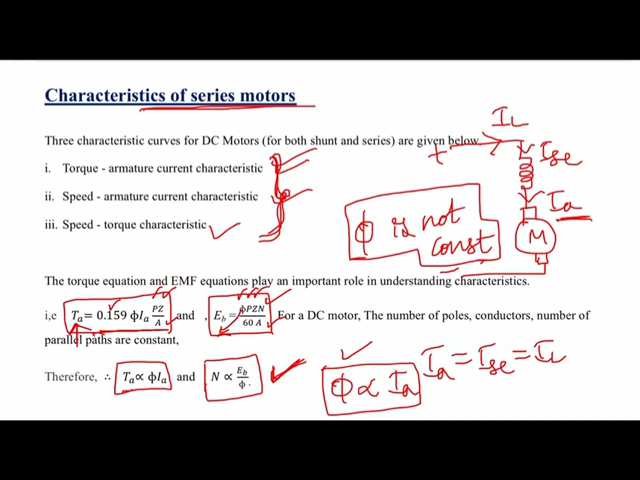 Characteristics of series motors
Three characteristic curves for DC Motors (for both shunt and series) are given below
i. Torque - armature current characteristic
ii. Speed - armature current characteristic
iii. Speed - torque characteristic
IL
+
Ise
Ia
M
ϕ is not
const
The torque equation and EMF equations play an important role in understanding characteristics.
i,e Ta = 0.159 ϕIa PZ/A and , Eb = ϕPZN/60 A For a DC motor, The number of poles, conductors, number of
parallel paths are constant,
Therefore, ∴ Ta ∝ ϕIa and N ∝ Eb/ϕ
ϕ ∝ Ia
Ia = Ise = IL